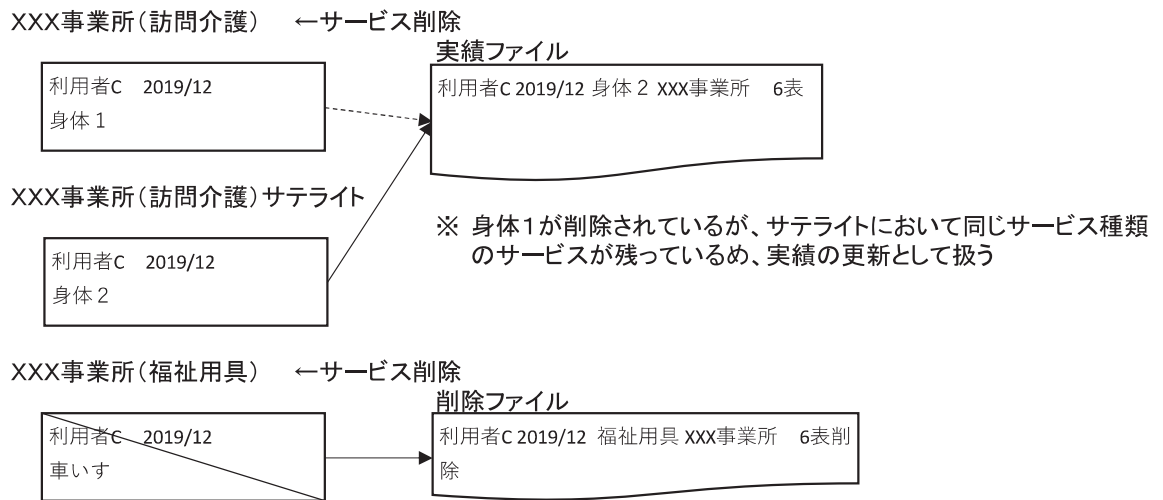 XXX事業所（訪問介護）　←サービス削除
実績ファイル
利用者C　2019/12
身体１
利用者C 2019/12 身体２ XXX事業所　6表
XXX事業所（訪問介護）サテライト
利用者C　2019/12
身体２
※ 身体１が削除されているが、サテライトにおいて同じサービス種類
のサービスが残っているめ、実績の更新として扱う
XXX事業所（福祉用具）　←サービス削除
削除ファイル
利用者C　2019/12
車いす
利用者C 2019/12 福祉用具 XXX事業所　6表削
除